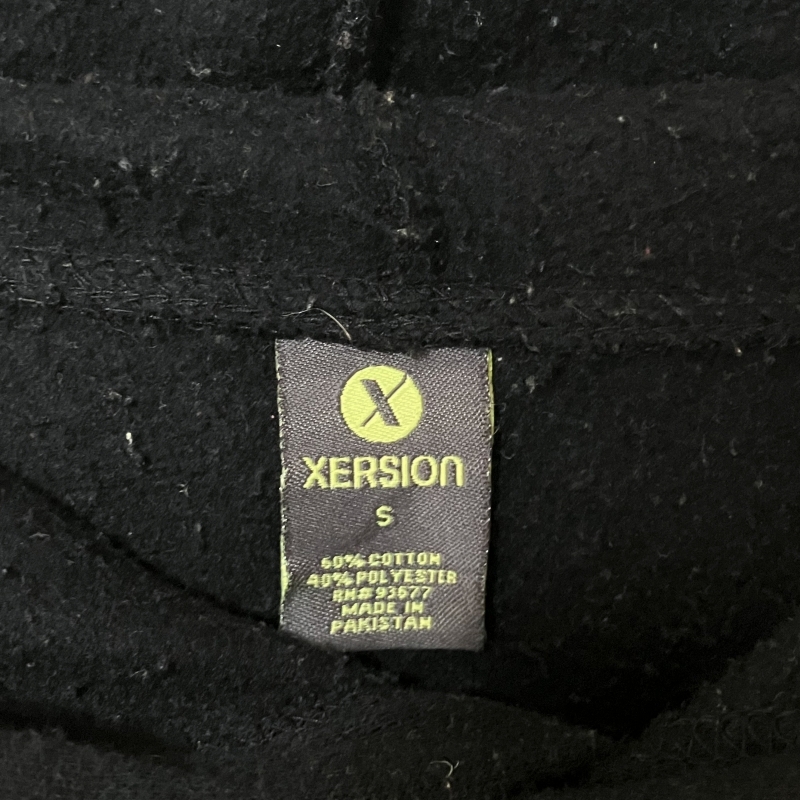 X
XERSION
S
60% COTTON
40% POLYESTER
RN#93677
MADE IN
PAKISTAN